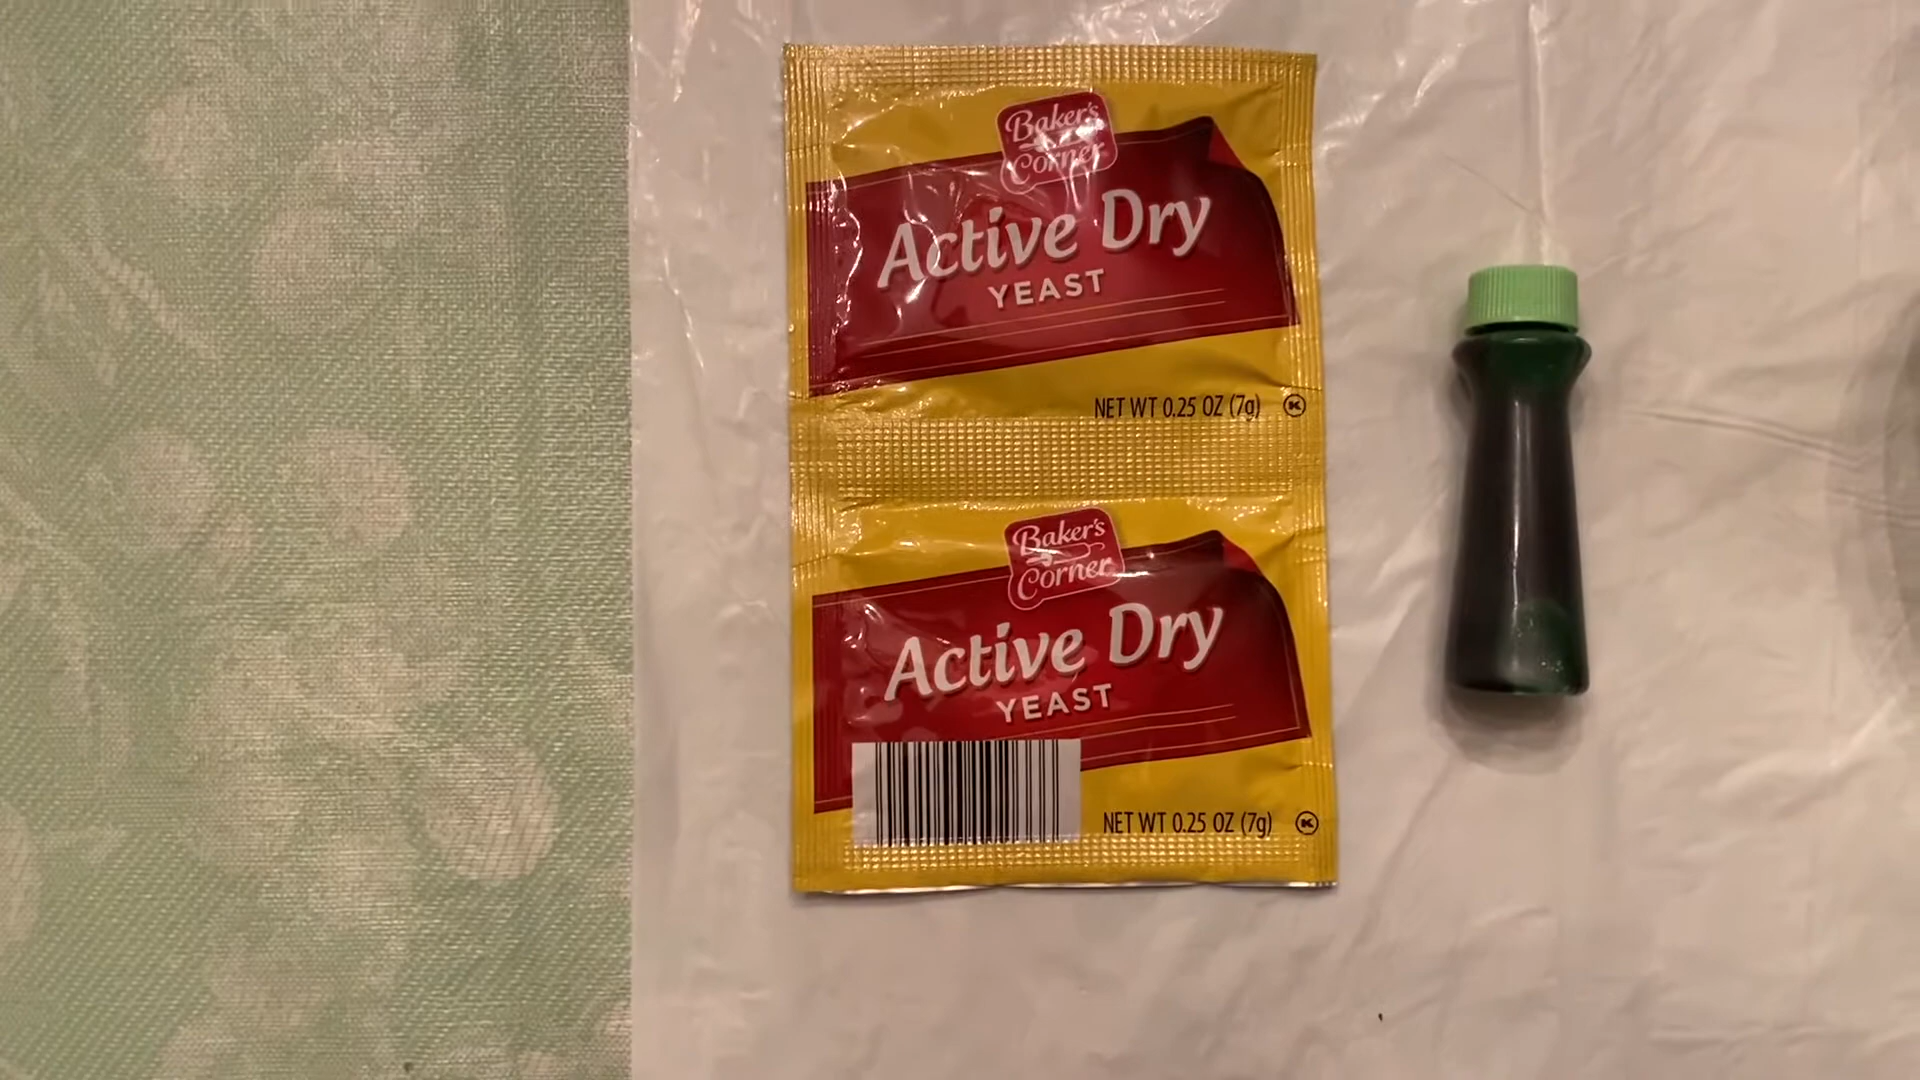 Baker's
Corner
Active Dry
YEAST
NET WT 0.25 OZ (7g) K
Baker's
Corner
Active Dry
YEAST
NET WT 0.25 OZ (7g) K